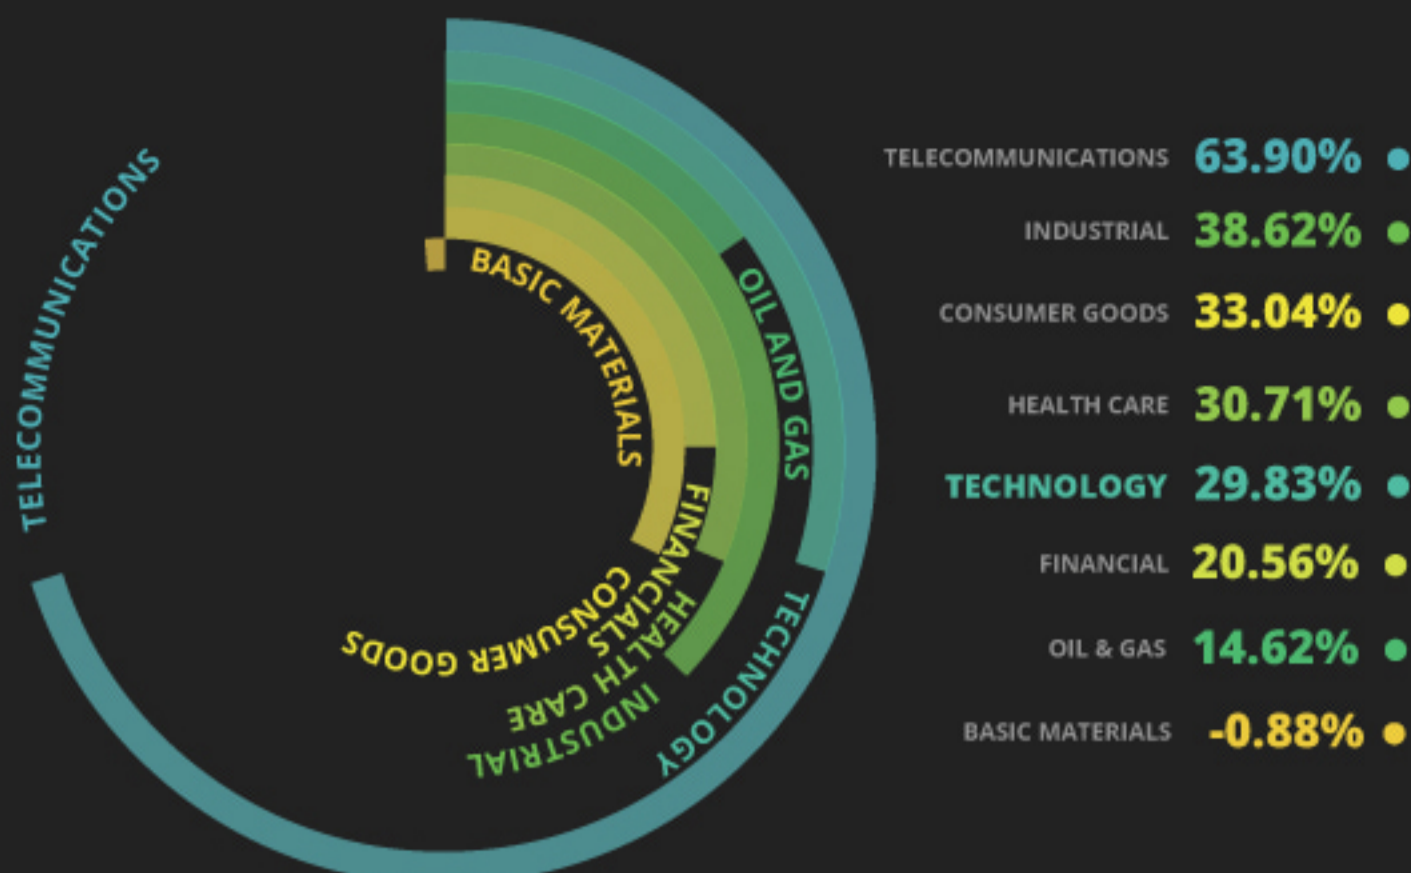 TELECOMMUNICATIONS
BASIC MATERIALS
OIL AND GAS
FINANCIALS
CONSUMER GOODS
HEALTH CARE
INDUSTRIAL
TECHNOLOGY
TELECOMMUNICATIONS 63.90%
INDUSTRIAL 38.62%
CONSUMER GOODS 33.04%
HEALTH CARE 30.71%
TECHNOLOGY 29.83%
FINANCIAL 20.56%
OIL & GAS 14.62%
BASIC MATERIALS -0.88%